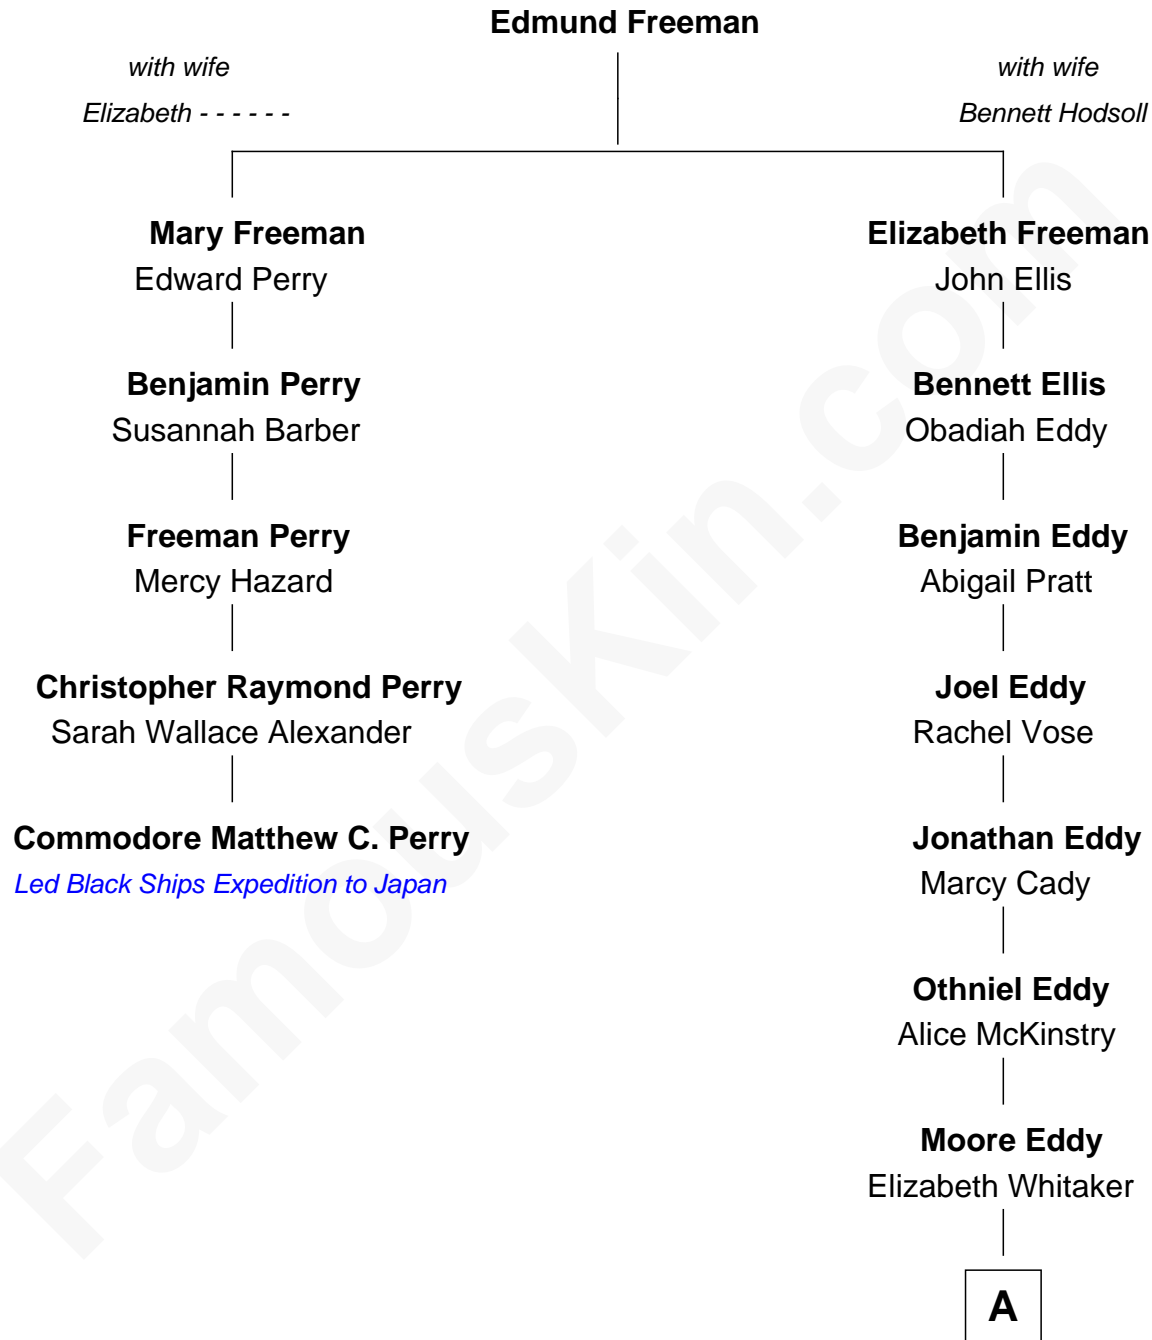 Edmund Freeman
with wife
Elizabeth - - - - - -
with wife
Bennett Hodsoll
Mary Freeman
Edward Perry
Benjamin Perry
Susannah Barber
Freeman Perry
Mercy Hazard
Christopher Raymond Perry
Sarah Wallace Alexander
Commodore Matthew C. Perry
Led Black Ships Expedition to Japan
Elizabeth Freeman
John Ellis
Bennett Ellis
Obadiah Eddy
Benjamin Eddy
Abigail Pratt
Joel Eddy
Rachel Vose
Jonathan Eddy
Marcy Cady
Othniel Eddy
Alice McKinstry
Moore Eddy
Elizabeth Whitaker
A
FamousKin.com